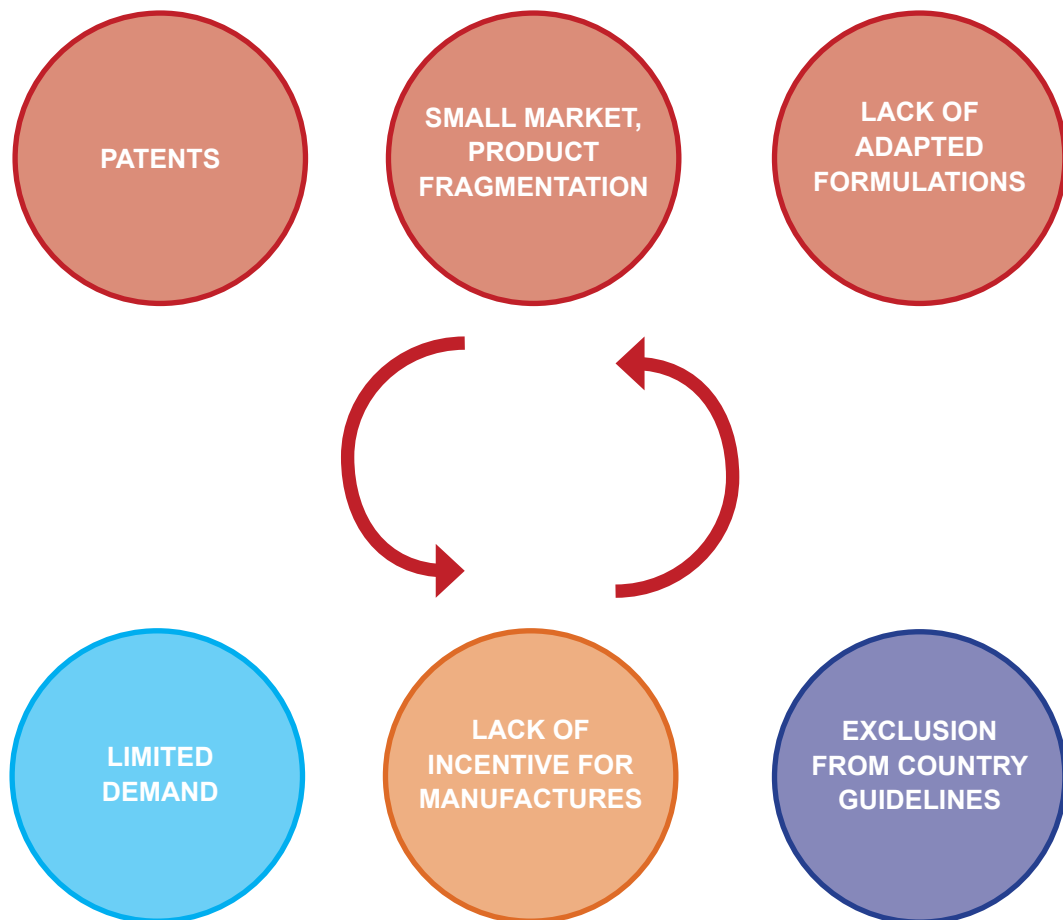 PATENTS
SMALL MARKET,
PRODUCT
FRAGMENTATION
LACK OF
ADAPTED
FORMULATIONS
LIMITED
DEMAND
LACK OF
INCENTIVE FOR
MANUFACTURES
EXCLUSION
FROM COUNTRY
GUIDELINES